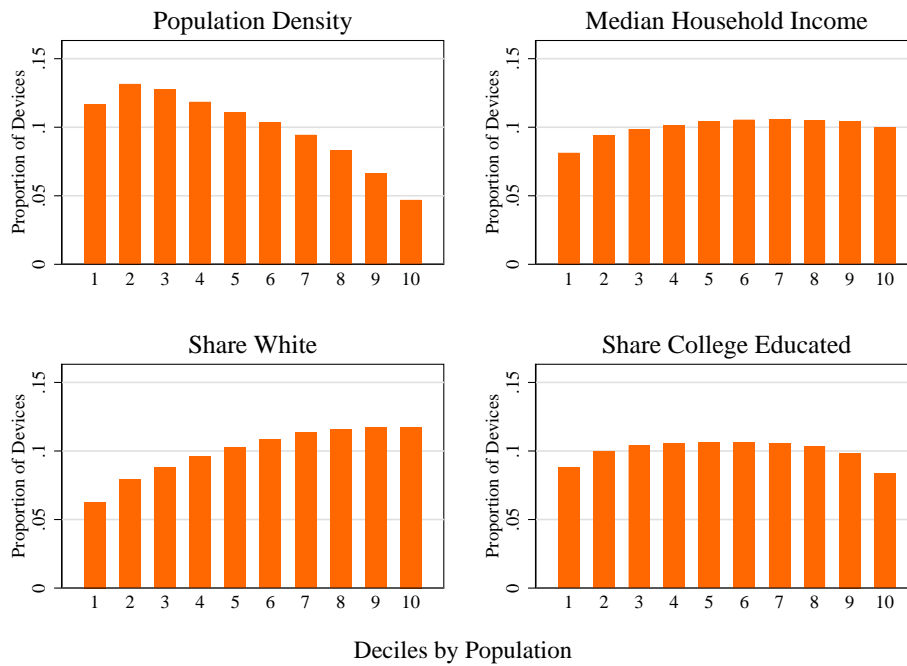 Population Density
Proportion of Devices
0 .05 .1 .15
1 2 3 4 5 6 7 8 9 10
Median Household Income
Proportion of Devices
0 .05 .1 .15
1 2 3 4 5 6 7 8 9 10
Share White
Proportion of Devices
0 .05 .1 .15
1 2 3 4 5 6 7 8 9 10
Share College Educated
Proportion of Devices
0 .05 .1 .15
1 2 3 4 5 6 7 8 9 10
Deciles by Population